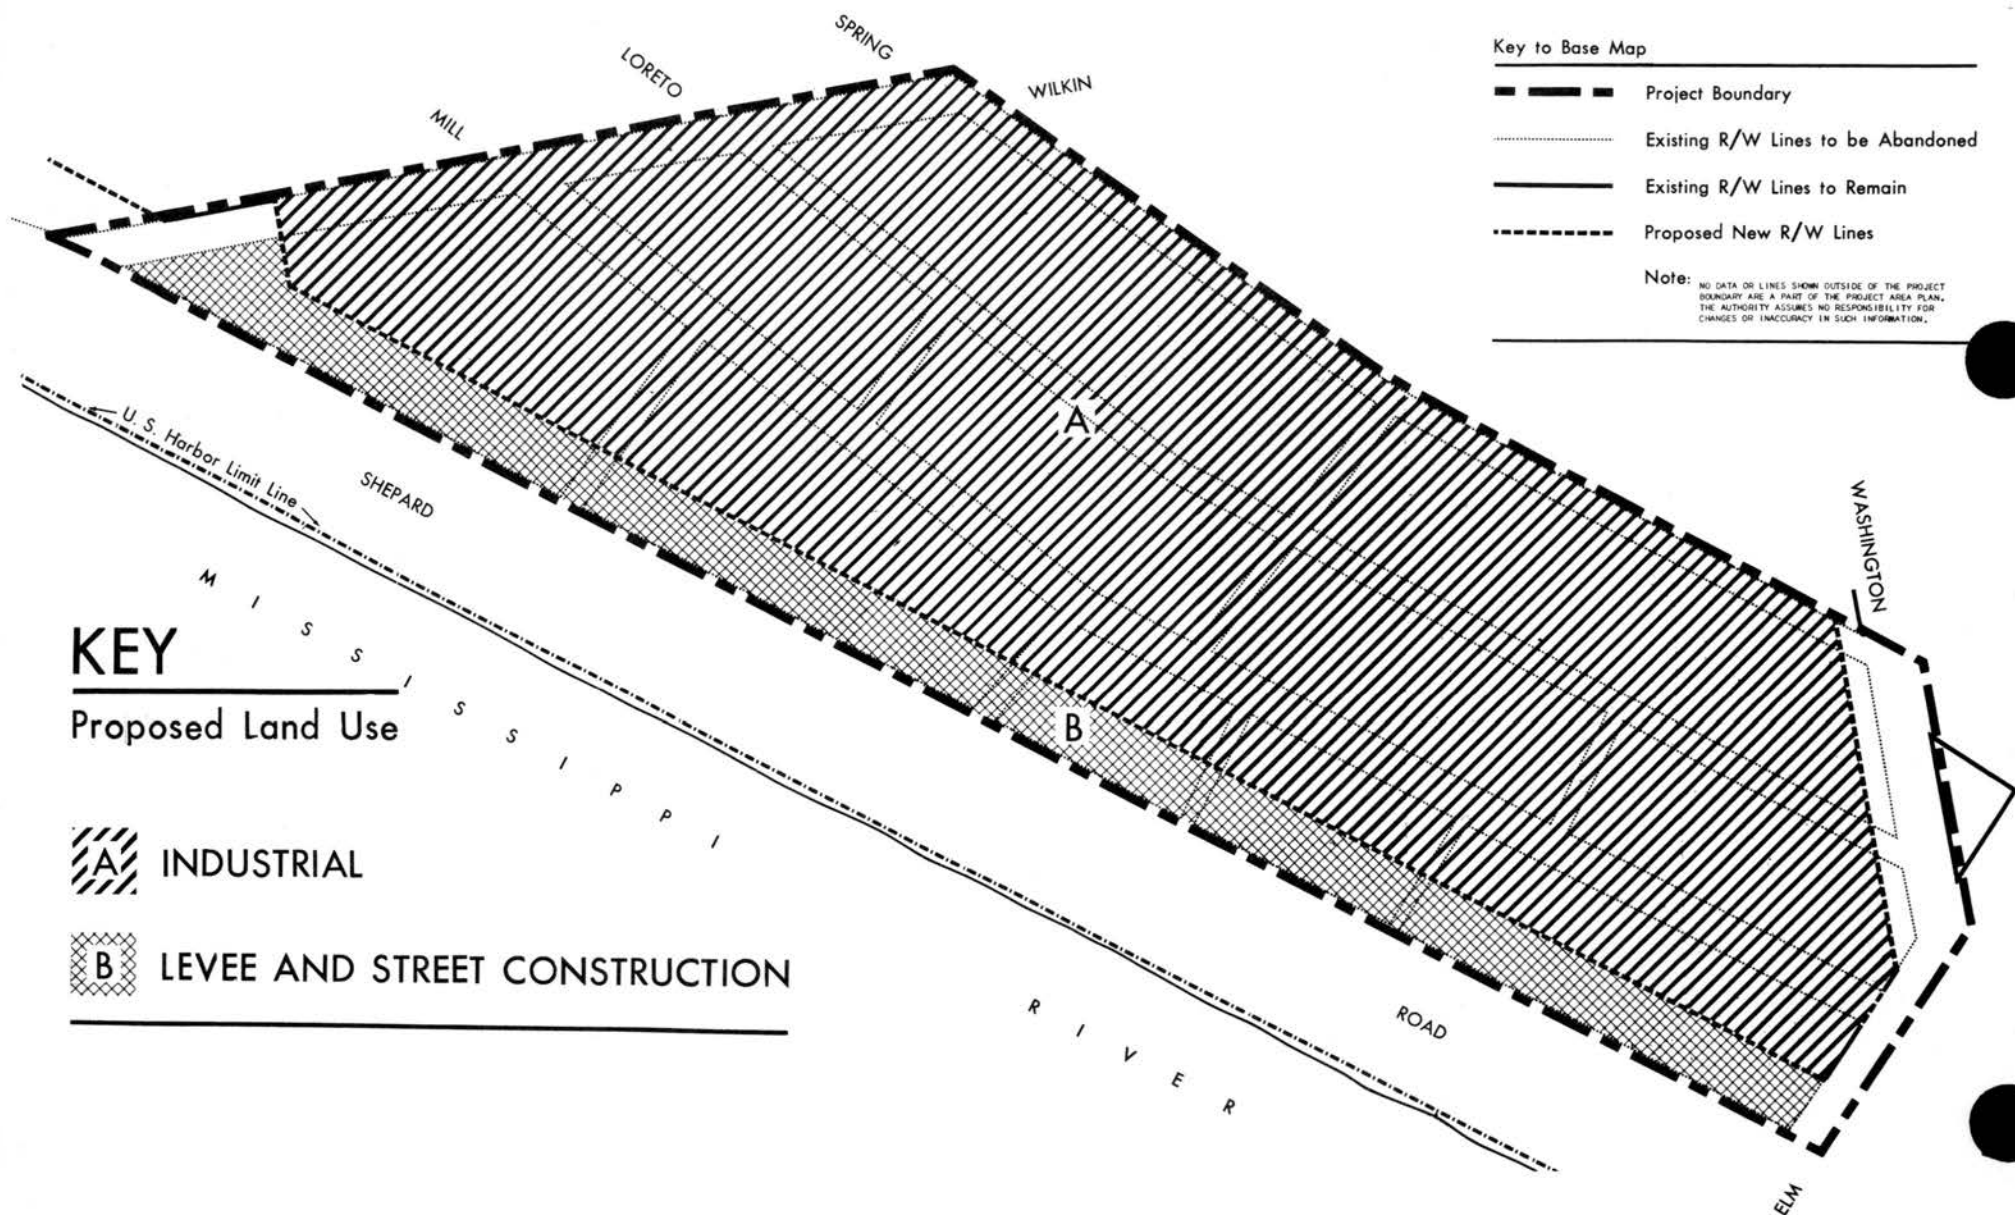 SPRING
LORETO
WILKIN
MILL
Key to Base Map
Project Boundary
Existing R/W Lines to be Abandoned
Existing R/W Lines to Remain
Proposed New R/W Lines
Note: NO DATA OR LINES SHOWN OUTSIDE OF THE PROJECT
BOUNDARY ARE A PART OF THE PROJECT AREA PLAN.
THE AUTHORITY ASSUMES NO RESPONSIBILITY FOR
CHANGES OR INACCURACY IN SUCH INFORMATION.
A
U. S. Harbor Limit Line
SHEPARD
WASHINGTON
MISSISSIPPI
B
KEY
Proposed Land Use
A INDUSTRIAL
B LEVEE AND STREET CONSTRUCTION
RIVER
ROAD
ELM